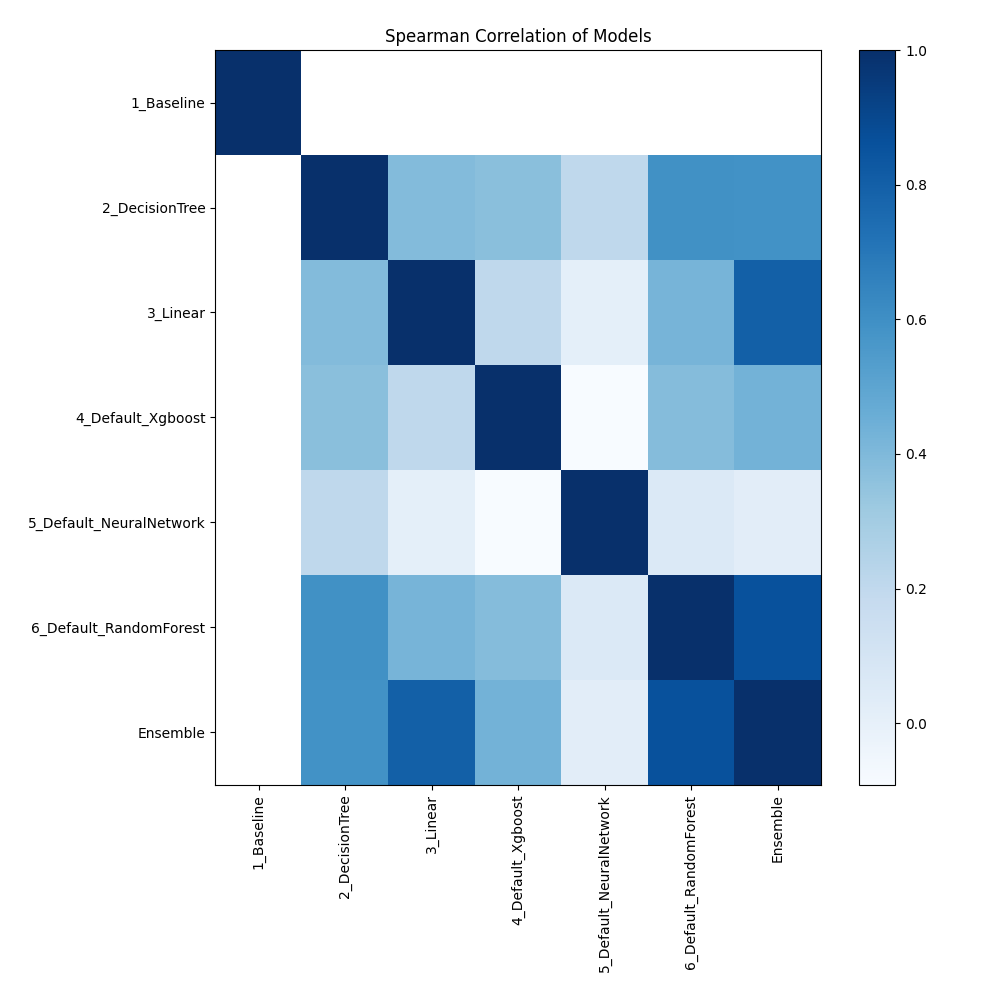 Spearman Correlation of Models
1_Baseline
2_DecisionTree
3_Linear
4_Default_Xgboost
5_Default_NeuralNetwork
6_Default_RandomForest
Ensemble
1_Baseline
2_DecisionTree
3_Linear
4_Default_Xgboost
5_Default_NeuralNetwork
6_Default_RandomForest
Ensemble
1.0
0.8
0.6
0.4
0.2
0.0